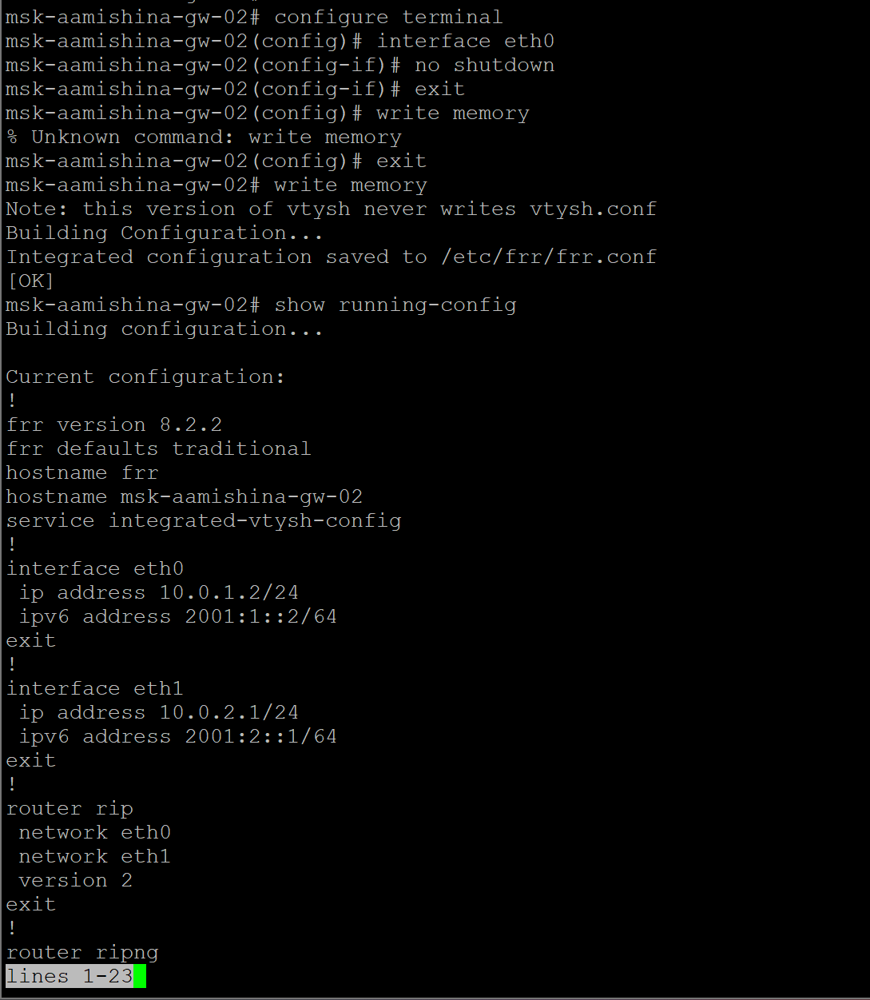 msk-aamishina-gw-02# configure terminal
msk-aamishina-gw-02(config)# interface eth0
msk-aamishina-gw-02(config-if)# no shutdown
msk-aamishina-gw-02(config-if)# exit
msk-aamishina-gw-02(config)# write memory
% Unknown command: write memory
msk-aamishina-gw-02(config)# exit
msk-aamishina-gw-02# write memory
Note: this version of vtysh never writes vtysh.conf
Building Configuration...
Integrated configuration saved to /etc/frr/frr.conf
[OK]
msk-aamishina-gw-02# show running-config
Building configuration...

Current configuration:
!
frr version 8.2.2
frr defaults traditional
hostname frr
hostname msk-aamishina-gw-02
service integrated-vtysh-config
!
interface eth0
 ip address 10.0.1.2/24
 ipv6 address 2001:1::2/64
exit
!
interface eth1
 ip address 10.0.2.1/24
 ipv6 address 2001:2::1/64
exit
!
router rip
 network eth0
 network eth1
 version 2
exit
!
router ripng
lines 1-23